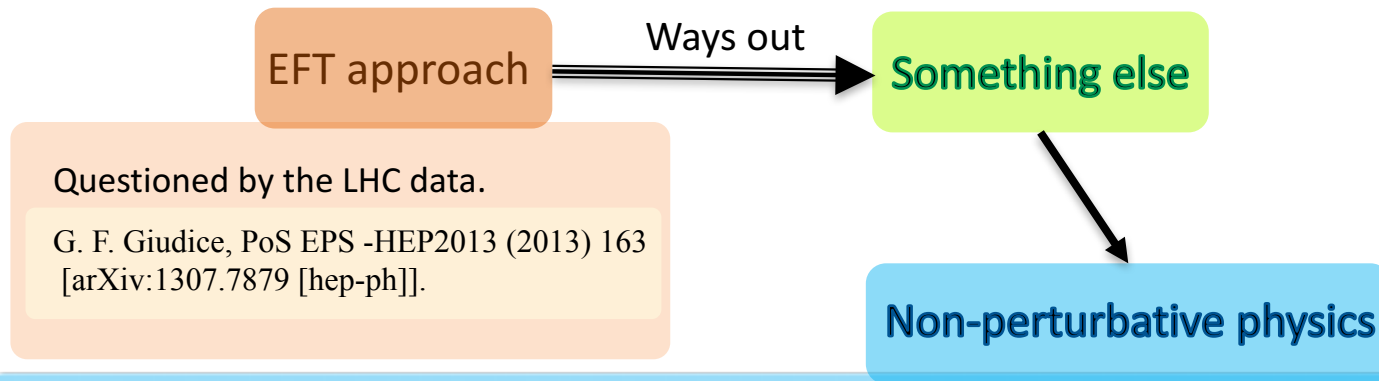 Ways out
EFT approach
Something else
Questioned by the LHC data.
G. F. Giudice, PoS EPS -HEP2013 (2013) 163
[arXiv:1307.7879 [hep-ph]].
Non-perturbative physics